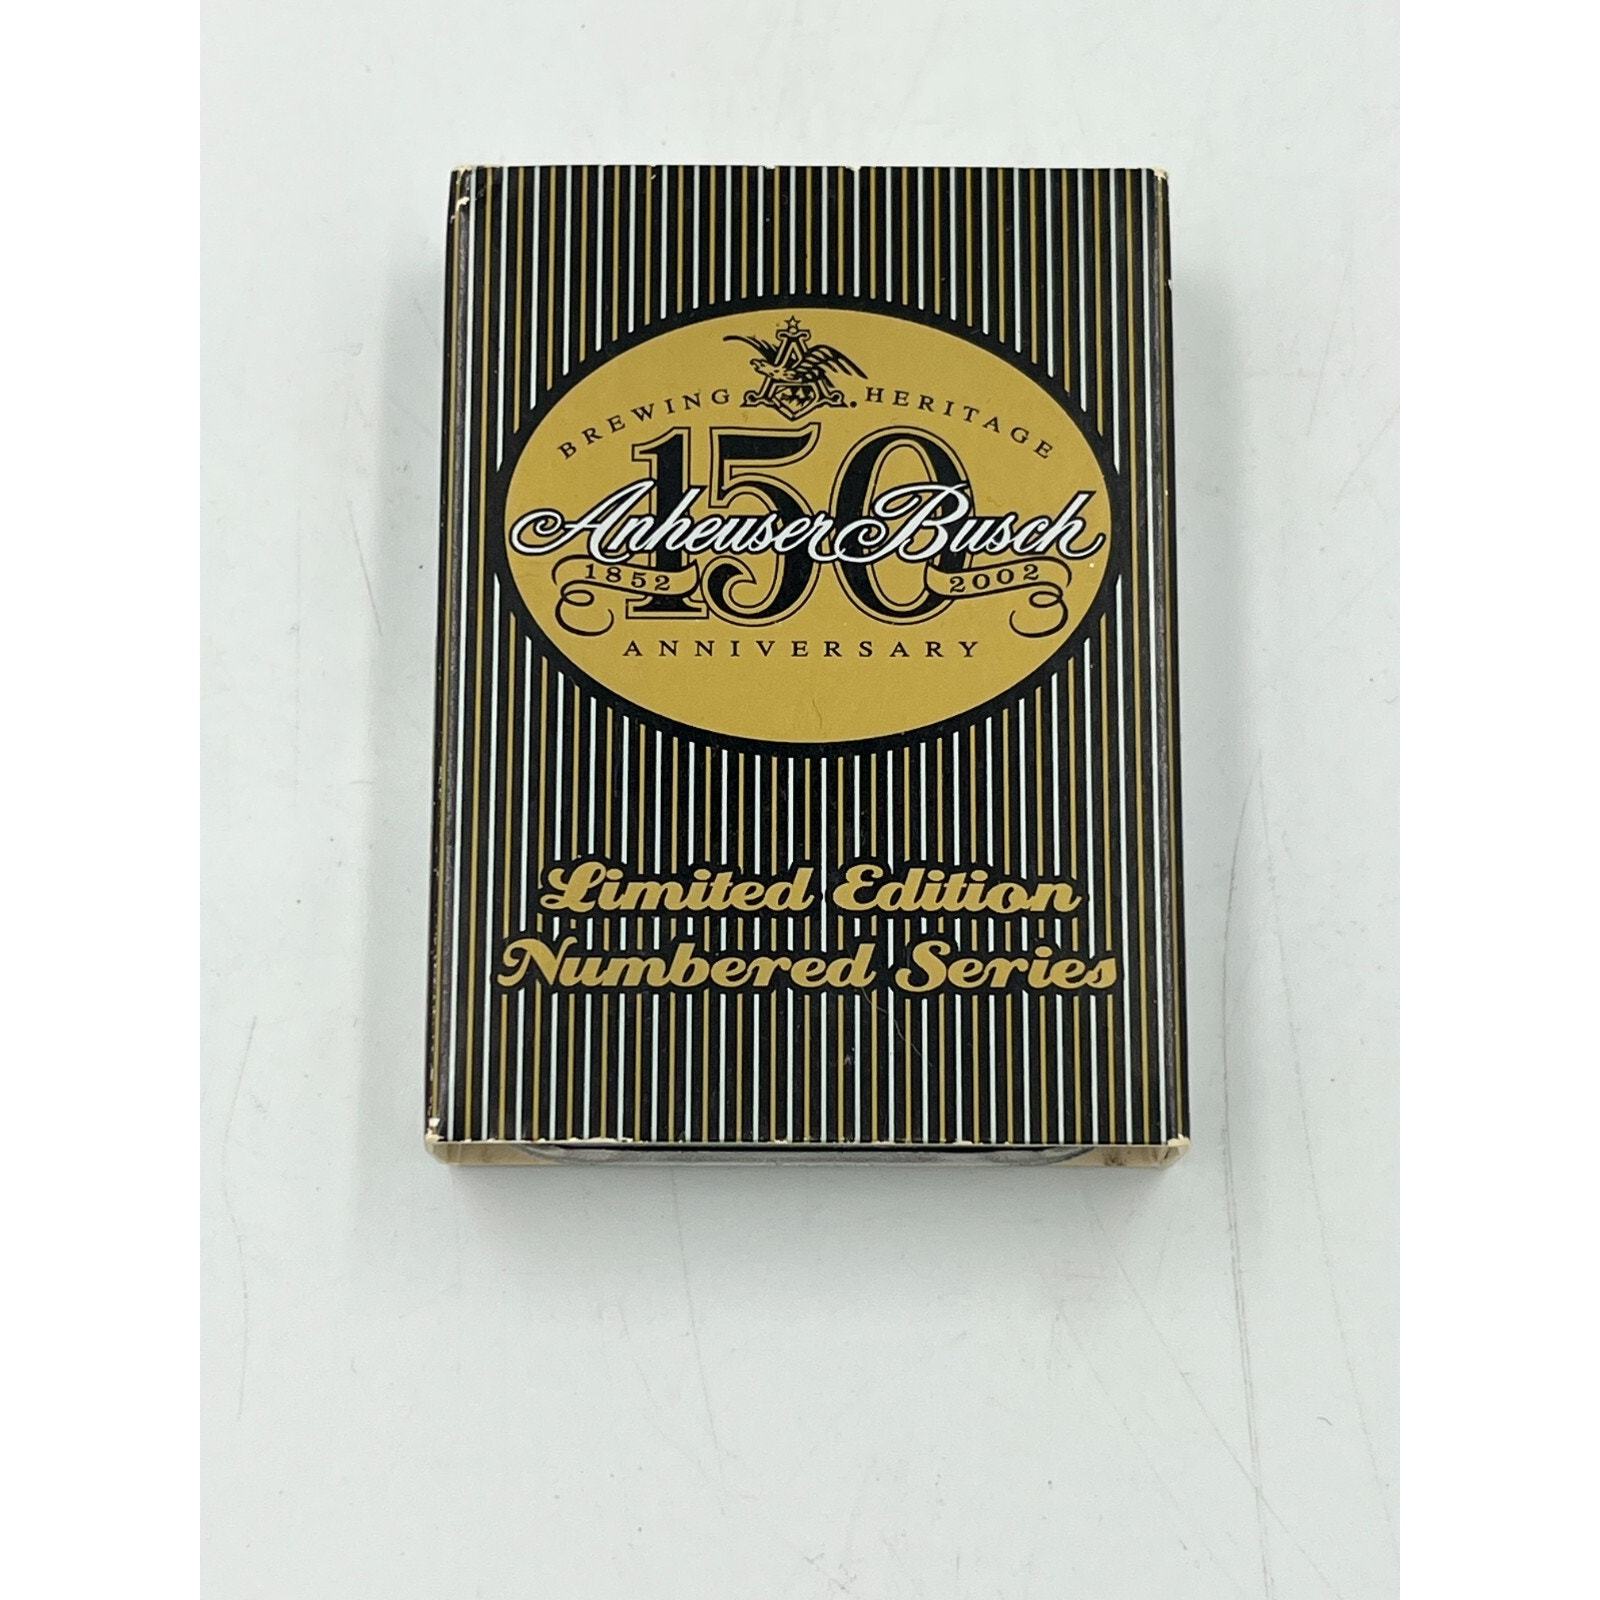 BREWING HERITAGE
150
Anheuser Busch
1852 2002
ANNIVERSARY
Limited Edition
Numbered Series